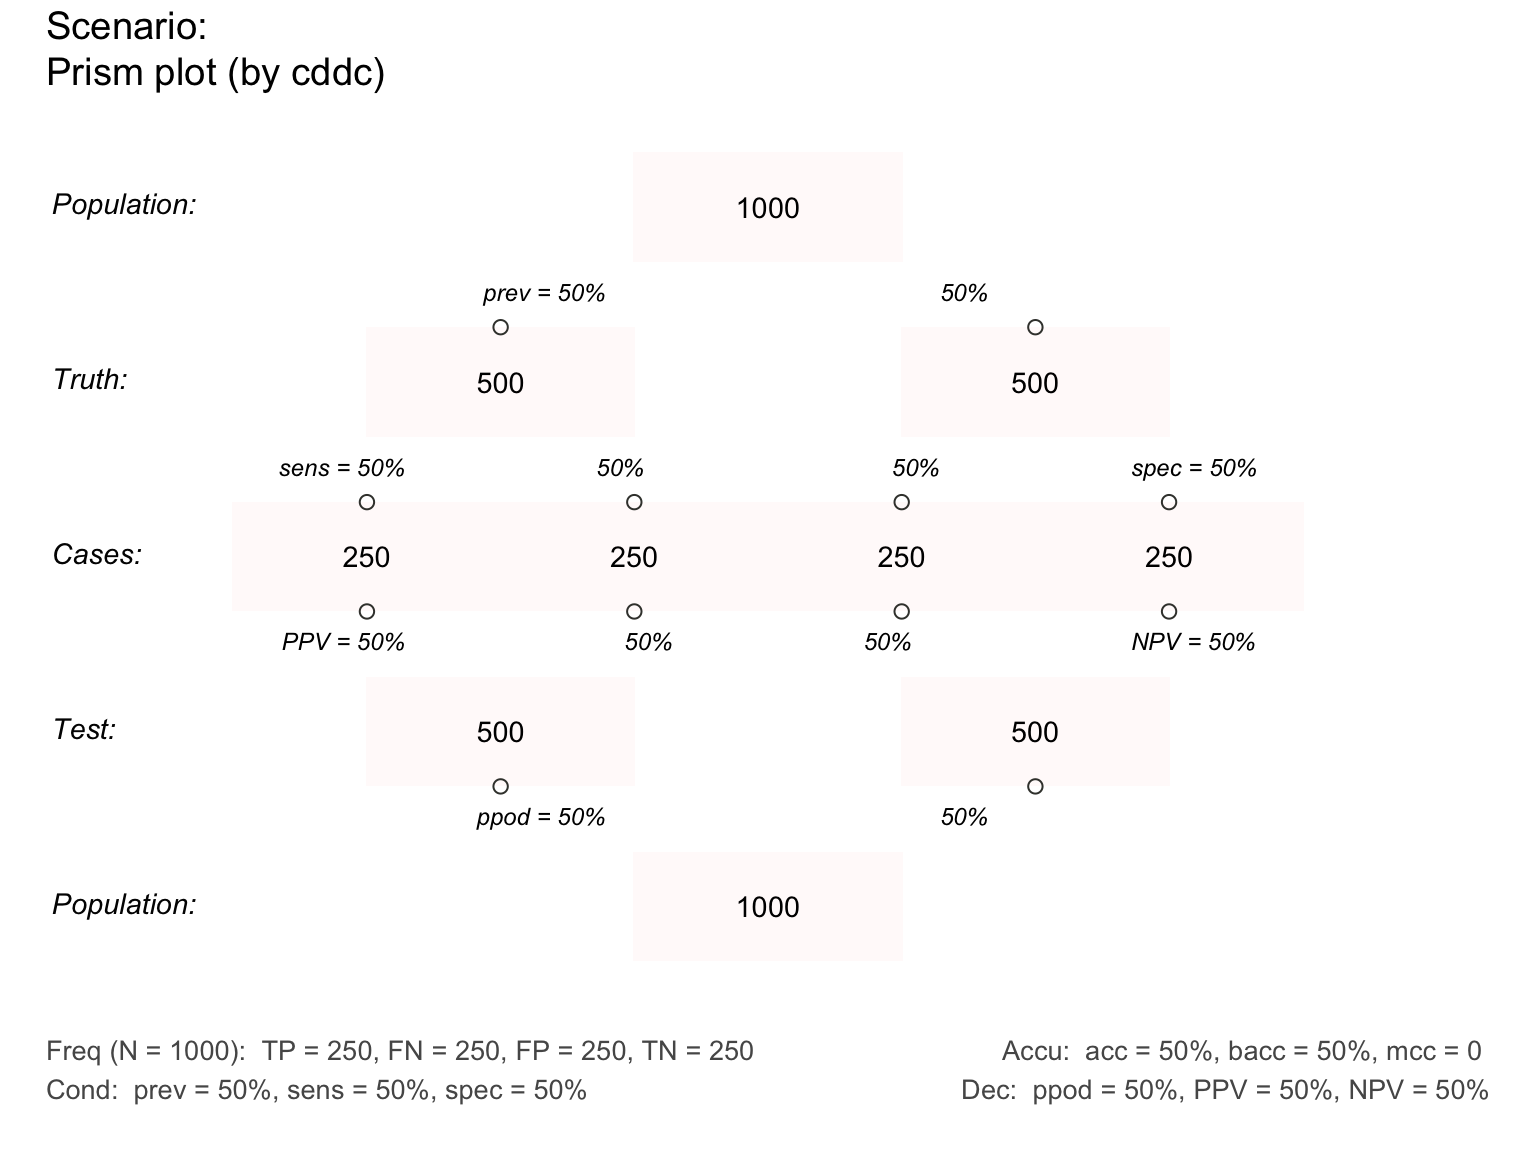 Scenario:
Prism plot (by cddc)
Population:
1000
prev = 50%
50%
Truth:
500
500
sens = 50%
50%
50%
spec = 50%
Cases:
250
250
250
250
PPV = 50%
50%
50%
NPV = 50%
Test:
500
500
ppod = 50%
50%
Population:
1000
Freq (N = 1000):  TP = 250, FN = 250, FP = 250, TN = 250
Accu:  acc = 50%, bacc = 50%, mcc = 0
Cond:  prev = 50%, sens = 50%, spec = 50%
Dec:  ppod = 50%, PPV = 50%, NPV = 50%